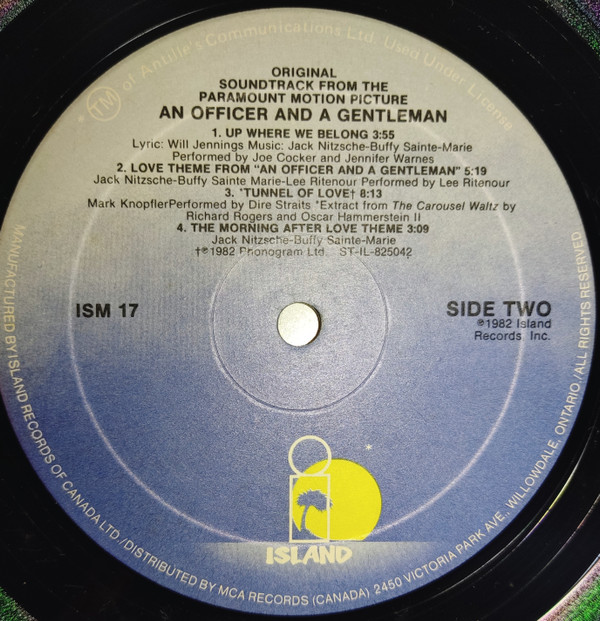 ORIGINAL
SOUNDTRACK FROM THE
PARAMOUNT MOTION PICTURE
AN OFFICER AND A GENTLEMAN
1. UP WHERE WE BELONG 3:55
Lyric: Will Jennings Music: Jack Nitzsche-Buffy Sainte-Marie
Performed by Joe Cocker and Jennifer Warnes
2. LOVE THEME FROM "AN OFFICER AND A GENTLEMAN" 5:19
Jack Nitzsche-Buffy Sainte Marie-Lee Ritenour Performed by Lee Ritenour
3. *TUNNEL OF LOVE† 8:13
Mark KnopflerPerformed by Dire Straits *Extract from The Carousel Waltz by
Richard Rogers and Oscar Hammerstein II
4. THE MORNING AFTER LOVE THEME 3:09
Jack Nitzsche-Buffy Sainte-Marie
†℗1982 Phonogram Ltd. ST-IL-825042
ISM 17
SIDE TWO
℗1982 Island
Records, Inc.
*
ISLAND
TM of Antille's Communications Ltd. Used Under License
MANUFACTURED BY ISLAND RECORDS OF CANADA LTD./DISTRIBUTED BY MCA RECORDS (CANADA) 2450 VICTORIA PARK AVE., WILLOWDALE, ONTARIO./ALL RIGHTS RESERVED